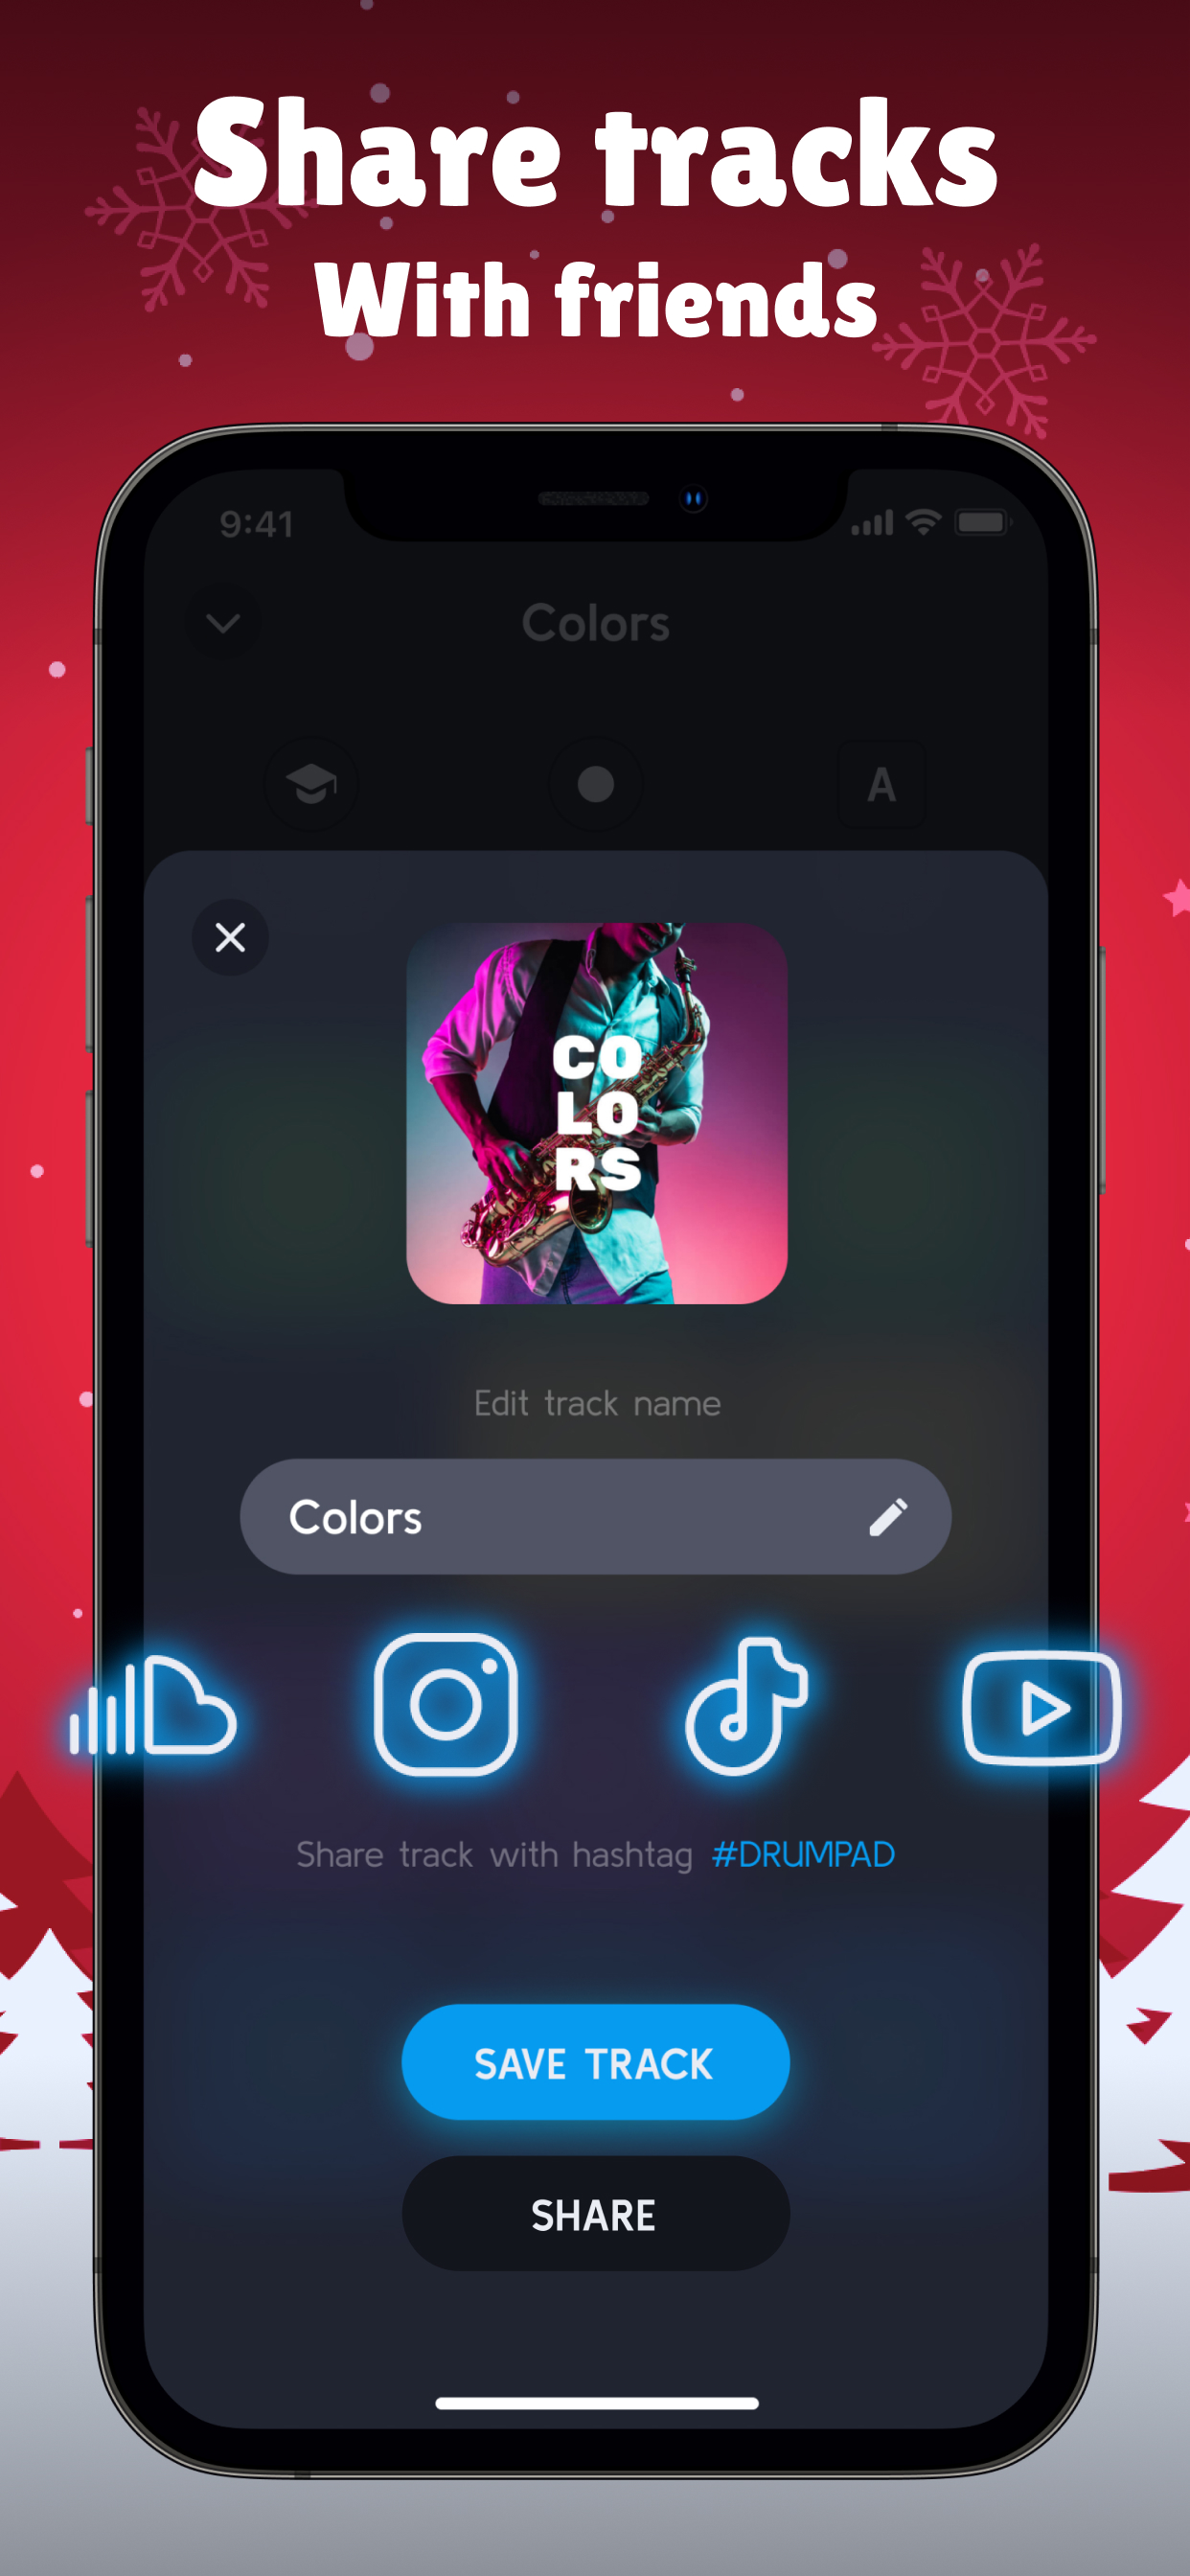 Share tracks
With friends
9:41
Colors
A
CO
LO
RS
Edit track name
Colors
Share track with hashtag #DRUMPAD
SAVE TRACK
SHARE